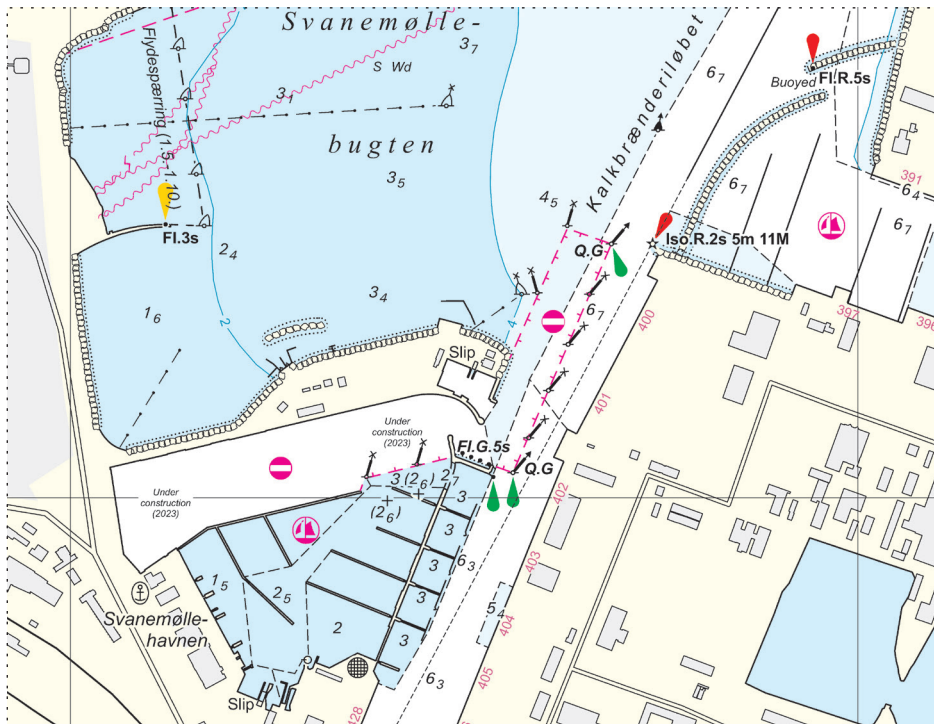 Svanemølle-
bugten
S Wd
Flydespærring (1.5.-1.10.)
Kalkbrænderiløbet
Buoyed
Fl.R.5s
Iso.R.2s 5m 11M
Fl.3s
Q.G
Fl.G.5s
Q.G
Slip
Under
construction
(2023)
Under
construction
(2023)
Svanemølle-
havnen
Slip
3₇
3₁
3₅
2₄
3₄
1₆
2
4₅
4
6₇
6₇
6₇
6₇
6₄
6₇
391
397
396
400
401
402
403
404
405
428
3
(2₆)
2₇
(2₆)
3
3
3
3
3
1₅
2₅
2
6₃
5₄
6₃